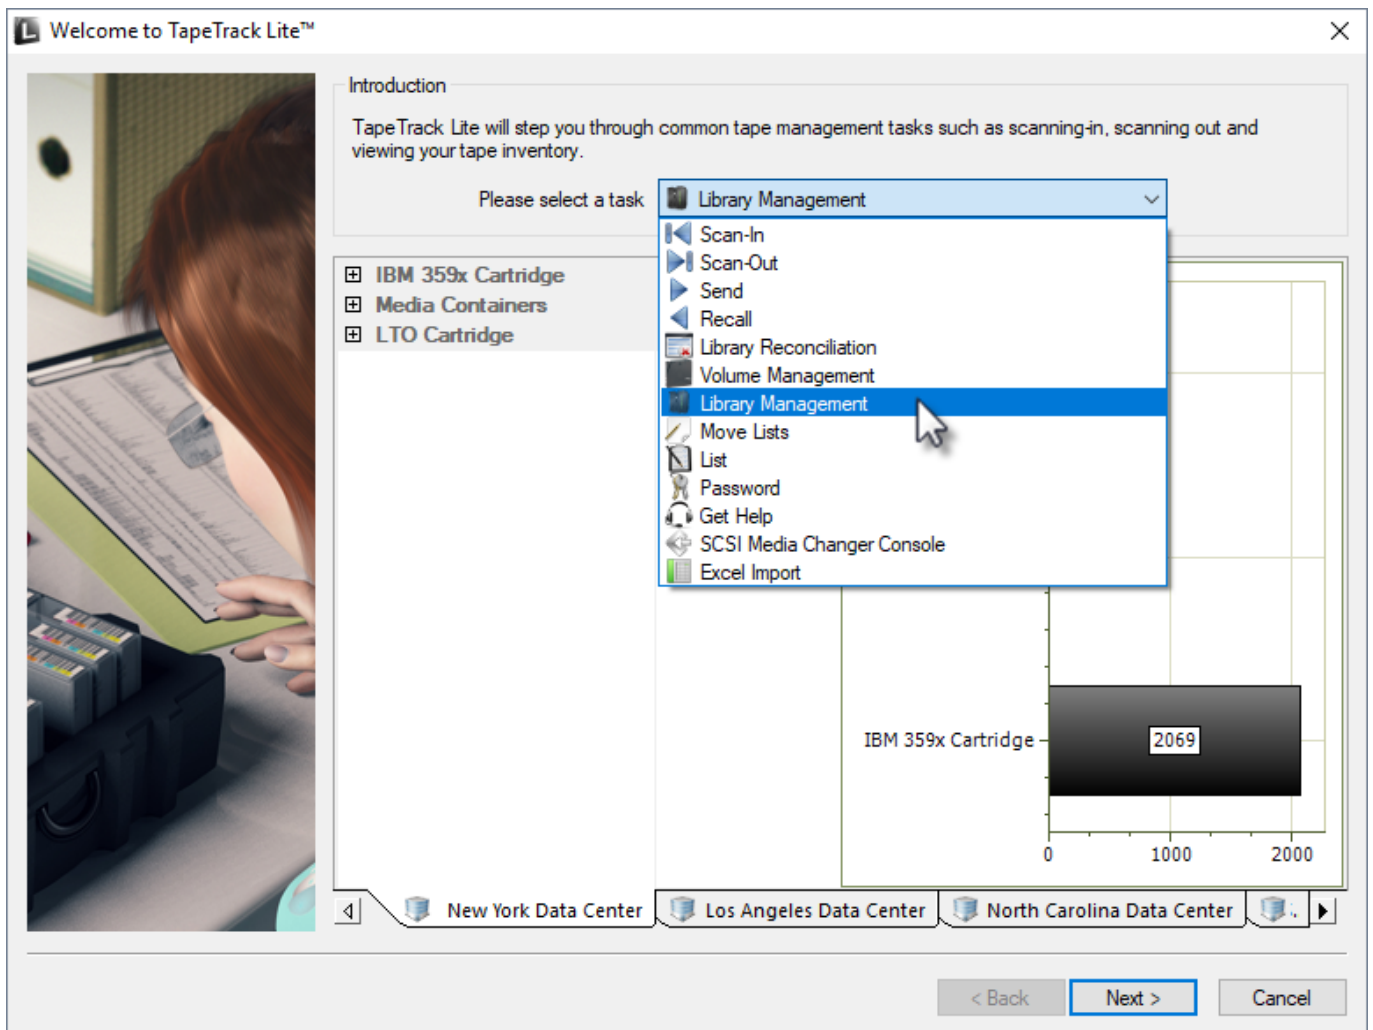 Welcome to TapeTrack Lite™
Introduction
TapeTrack Lite will step you through common tape management tasks such as scanning-in, scanning out and
viewing your tape inventory.
Please select a task
Library Management
Scan-In
Scan-Out
Send
Recall
Library Reconciliation
Volume Management
Library Management
Move Lists
List
Password
Get Help
SCSI Media Changer Console
Excel Import
IBM 359x Cartridge
Media Containers
LTO Cartridge
IBM 359x Cartridge
2069
0 1000 2000
New York Data Center
Los Angeles Data Center
North Carolina Data Center
< Back
Next >
Cancel